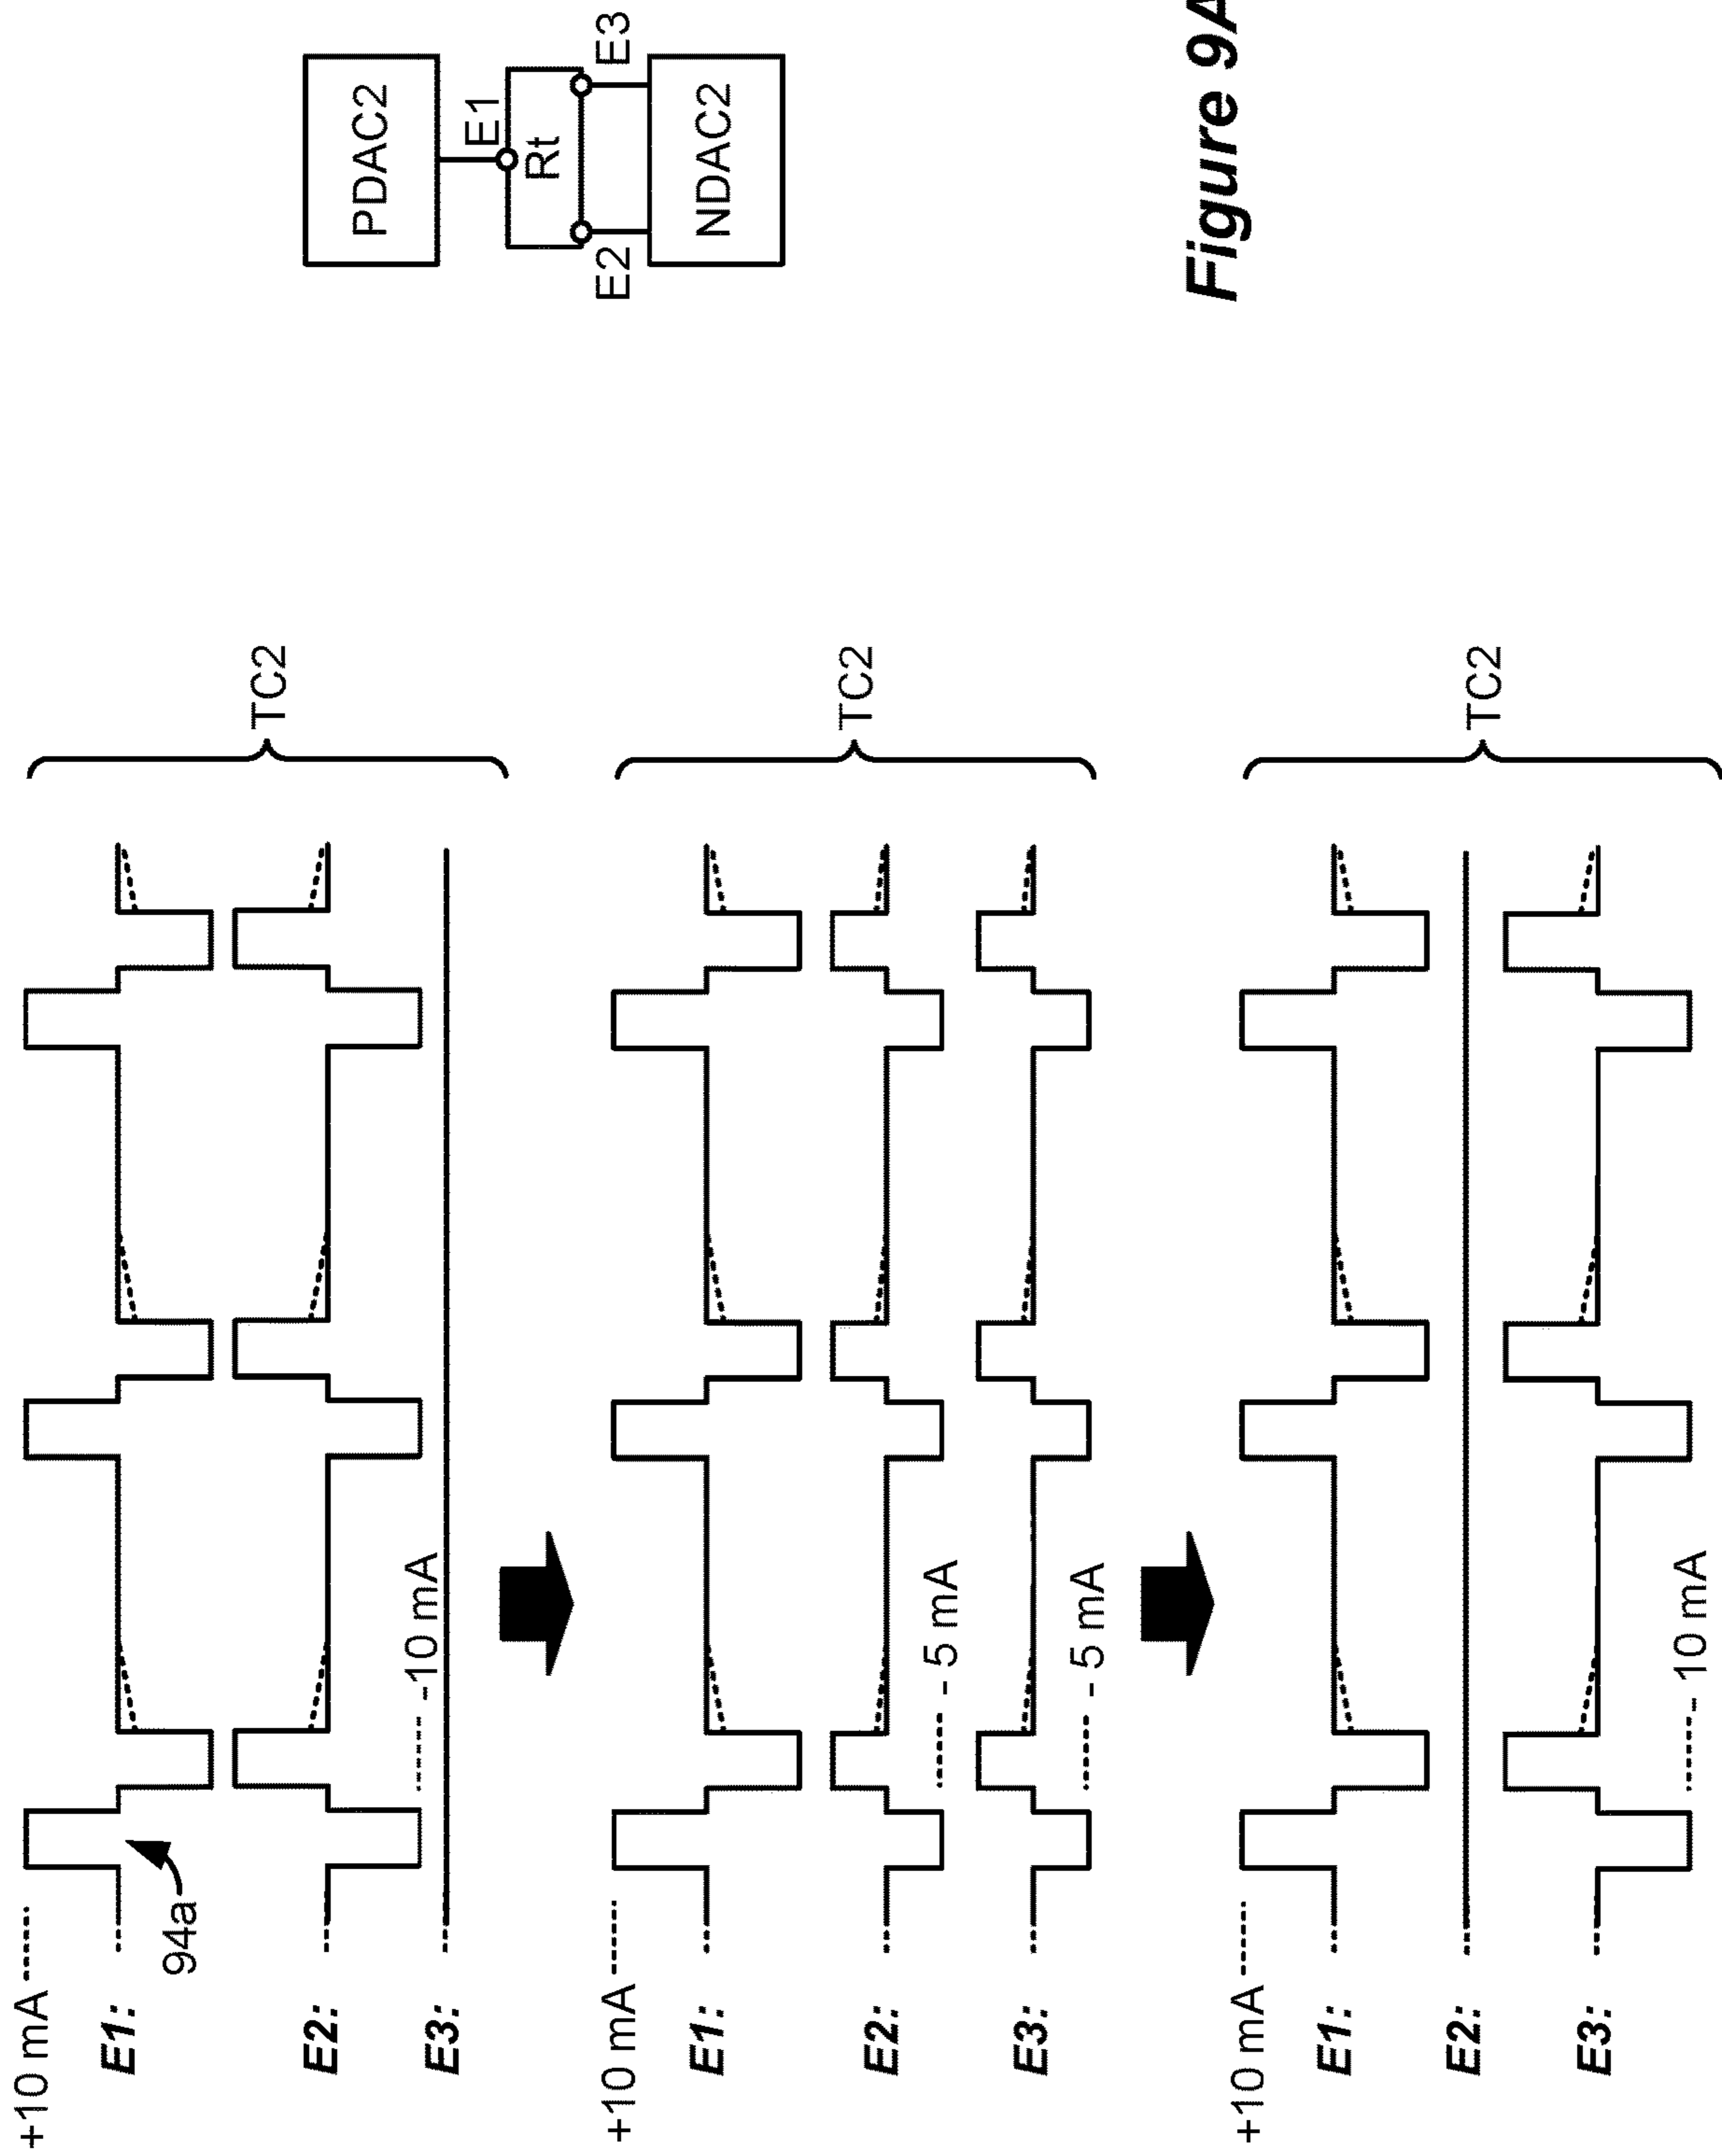 +10 mA
E1:
94a
E2:
-10 mA
E3:
TC2
+10 mA
E1:
E2:
- 5 mA
E3:
- 5 mA
TC2
+10 mA
E1:
E2:
E3:
- 10 mA
TC2
PDAC2
E1
Rt
E2
E3
NDAC2
Figure 9A